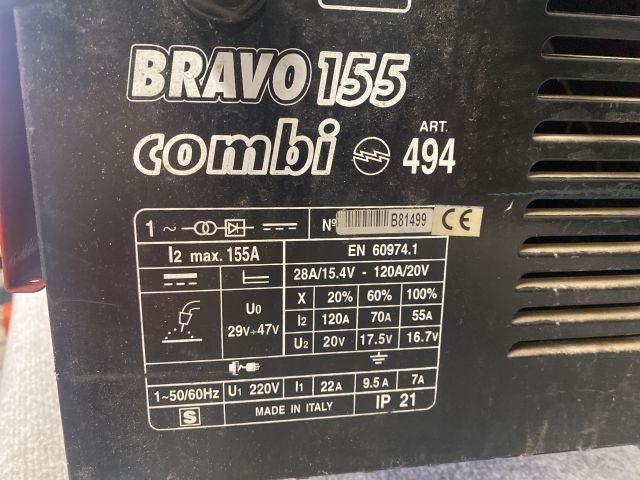 BRAVO 155
combi ART. 494
1 ~ Nº B81499 CE
I2 max. 155A EN 60974.1
28A/15.4V - 120A/20V
X 20% 60% 100%
U0 I2 120A 70A 55A
29V÷47V U2 20V 17.5V 16.7V
1~50/60Hz U1 220V I1 22A 9.5A 7A
S MADE IN ITALY IP 21